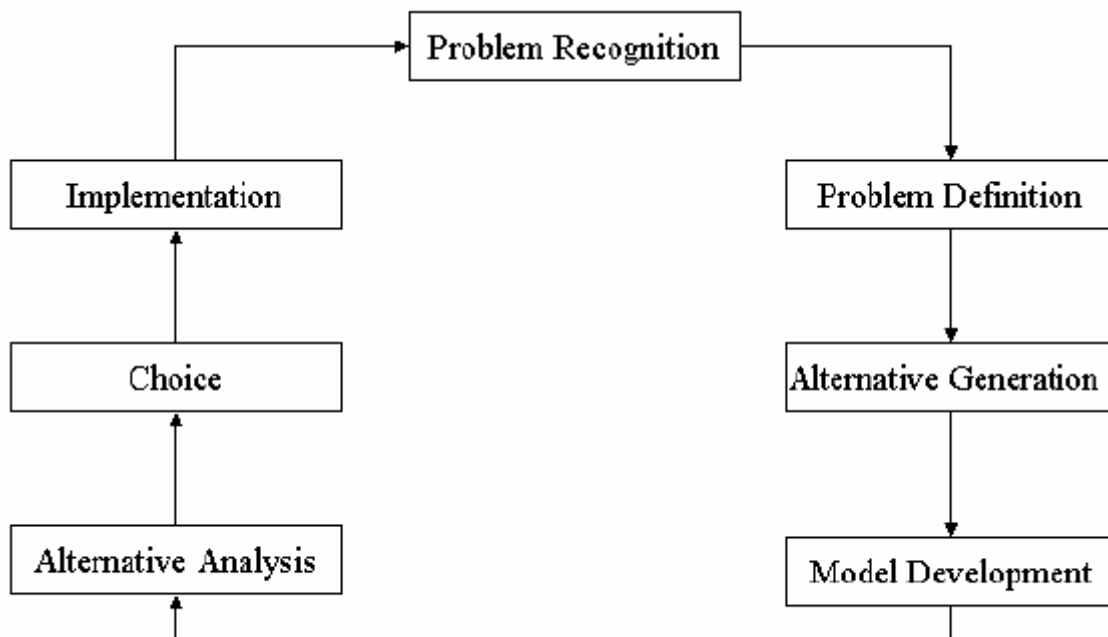 Problem Recognition
Implementation
Problem Definition
Choice
Alternative Generation
Alternative Analysis
Model Development